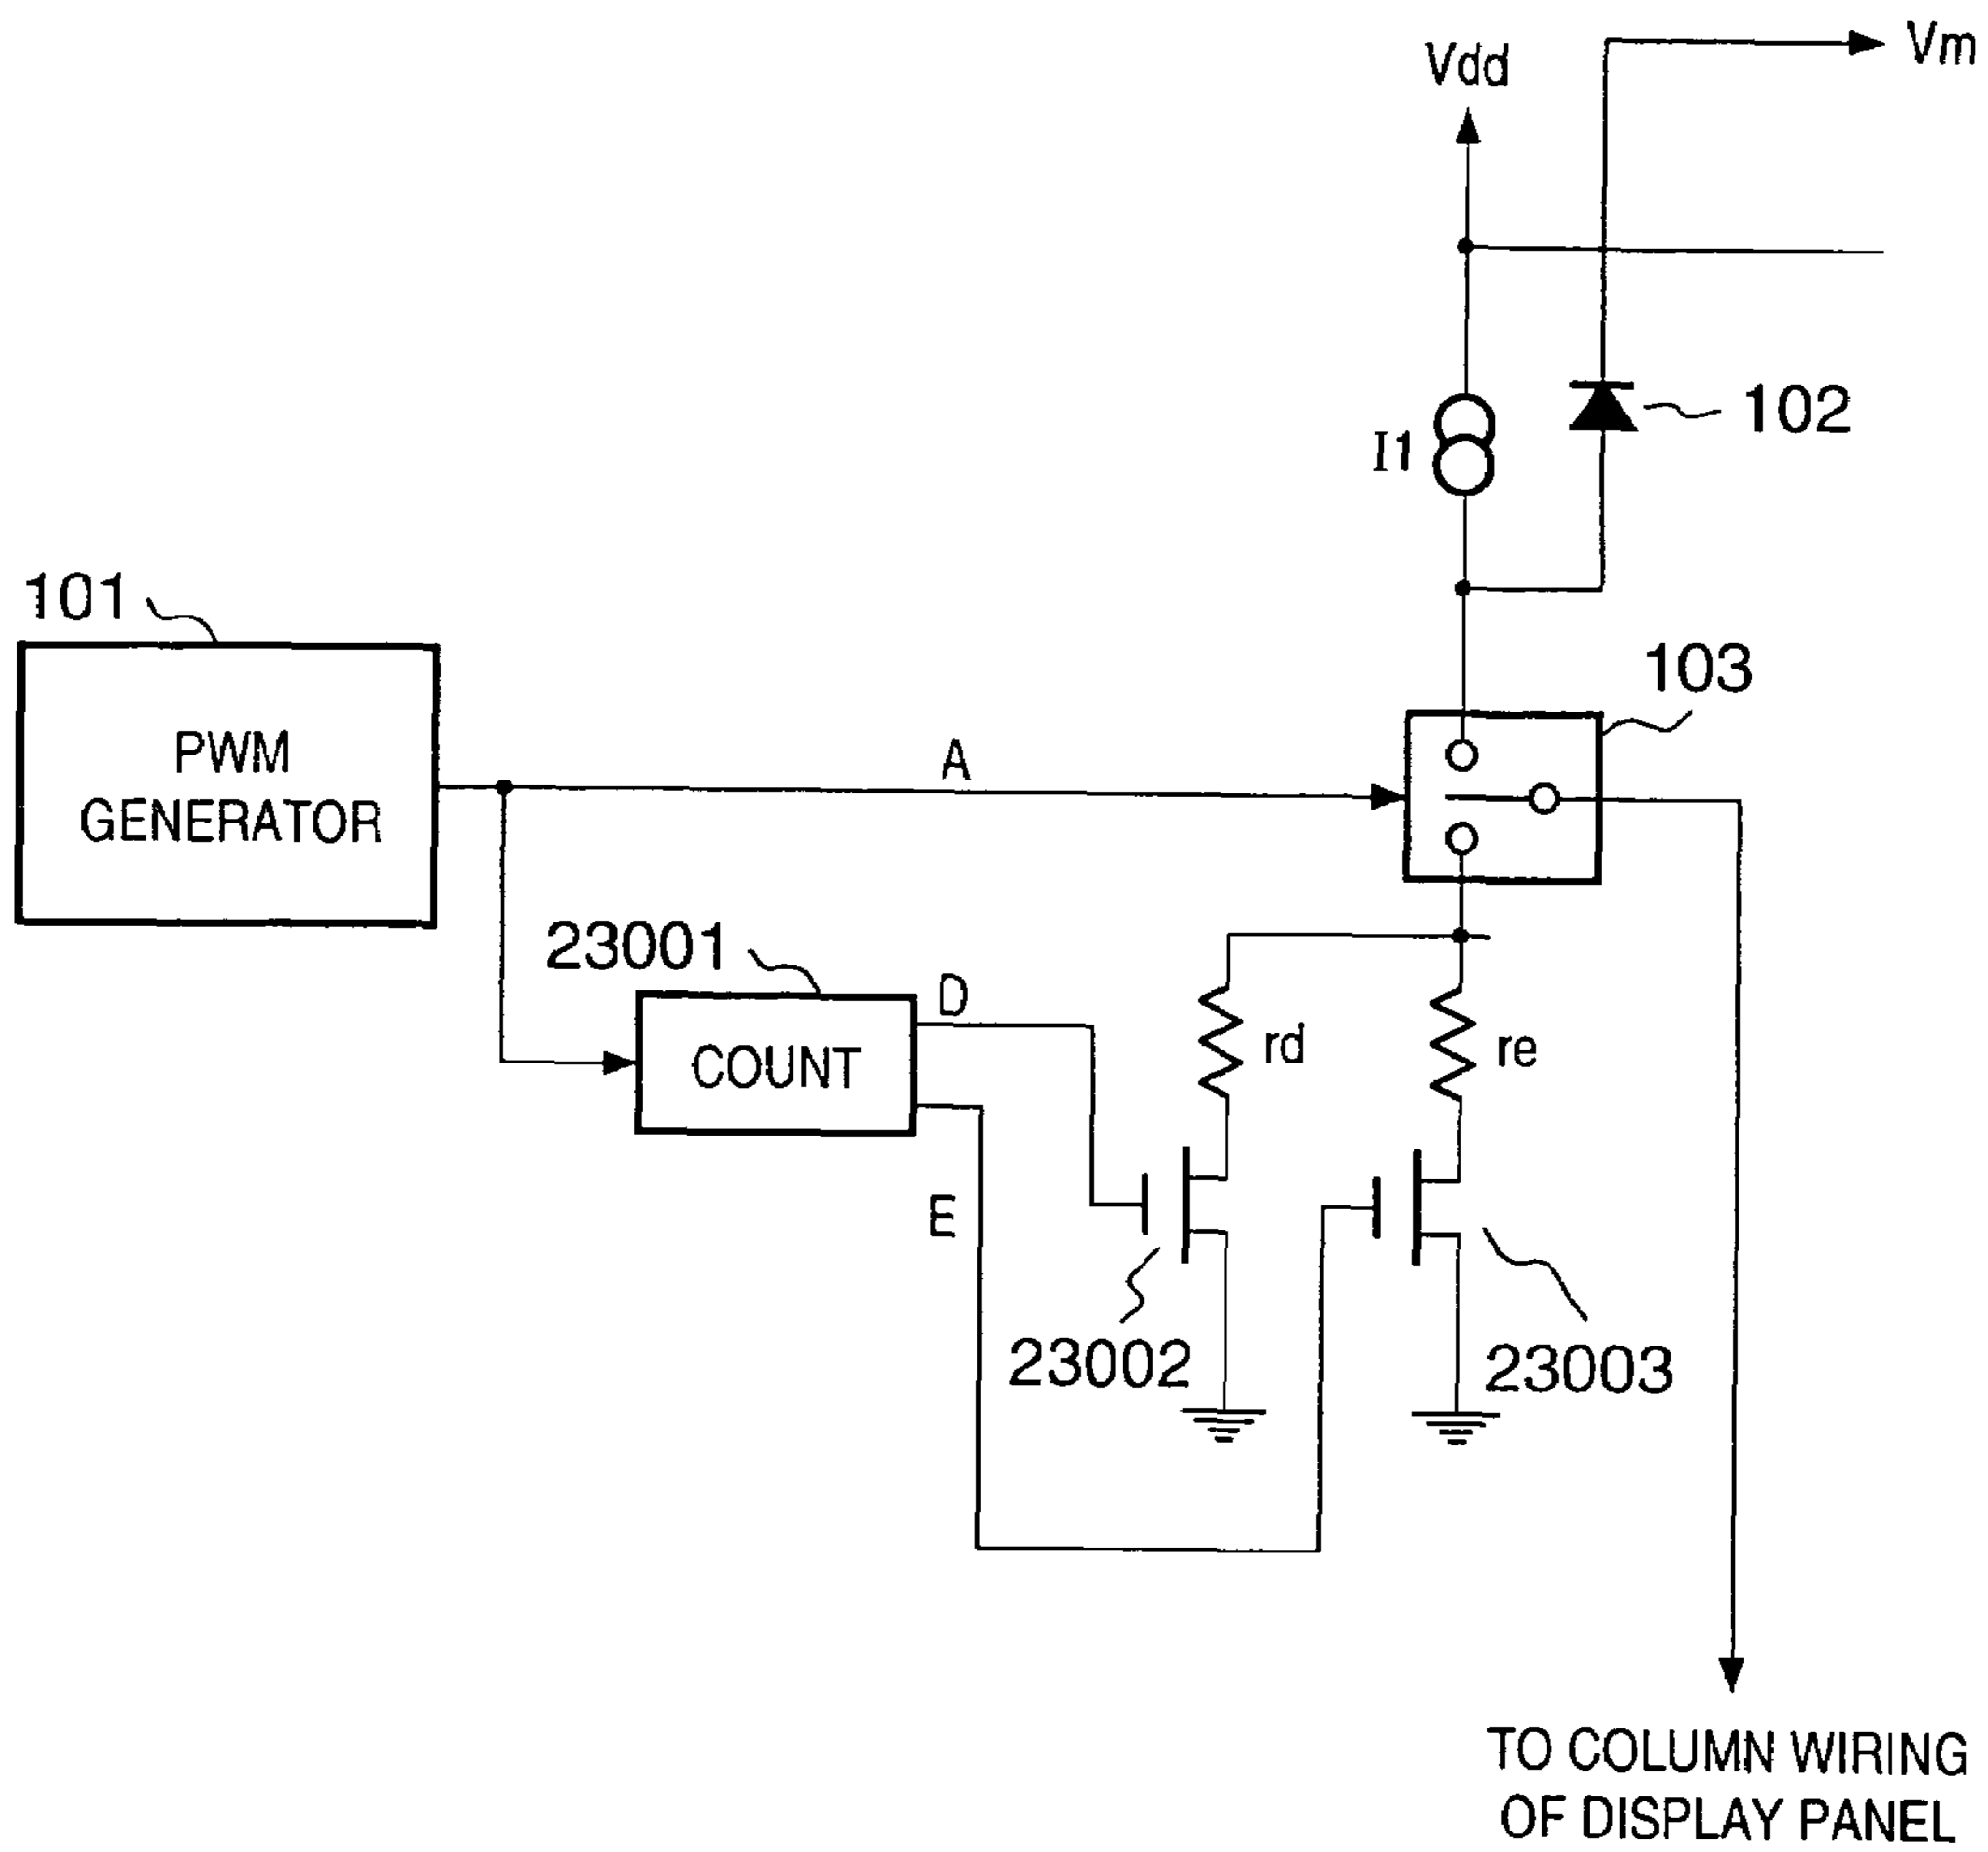 Vm
Vdd
102
I1
101
103
PWM
GENERATOR
A
23001
D
COUNT
rd
re
E
23002
23003
TO COLUMN WIRING
OF DISPLAY PANEL